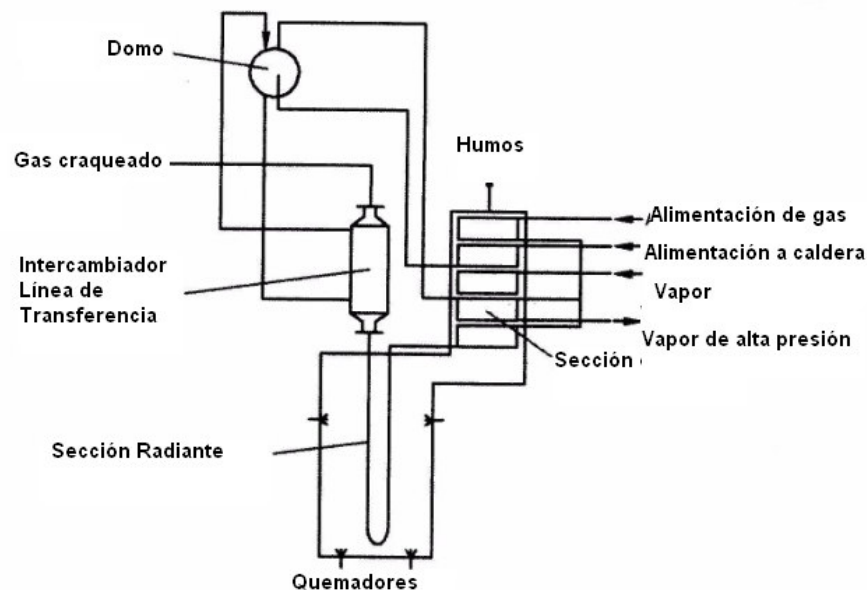 Domo
Gas craqueado
Humos
Alimentación de gas
Alimentación a caldera
Vapor
Vapor de alta presión
Intercambiador
Línea de
Transferencia
Sección
Sección Radiante
Quemadores